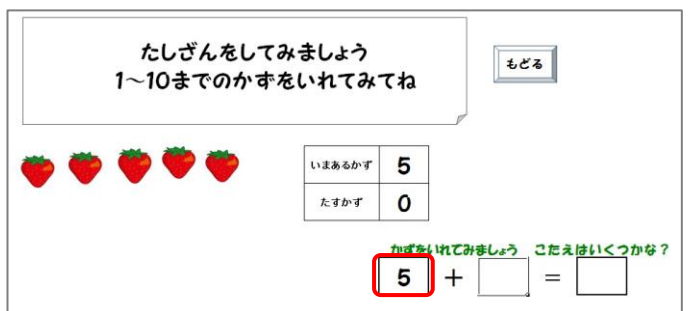 たしざんをしてみましょう
1～10までのかずをいれてみてね
もどる
いまあるかず 5
たすかず 0
かずをいれてみましょう こたえはいくつかな？
5 + =